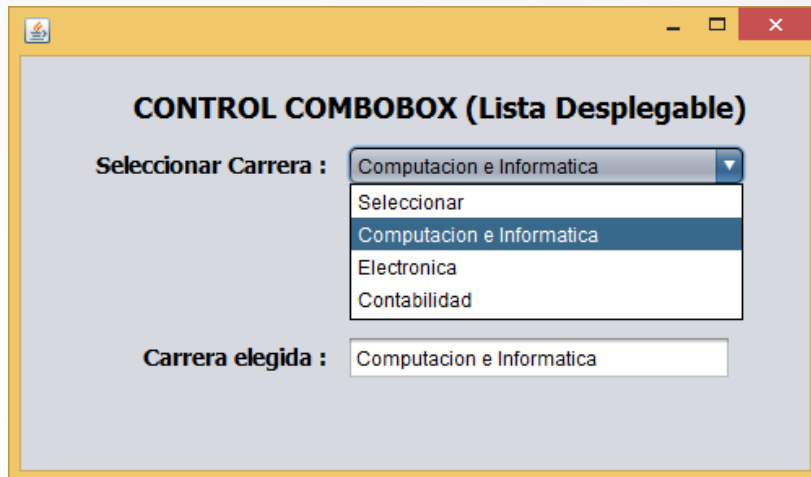 CONTROL COMBOBOX (Lista Desplegable)
Seleccionar Carrera : Computacion e Informatica
Seleccionar
Computacion e Informatica
Electronica
Contabilidad
Carrera elegida : Computacion e Informatica